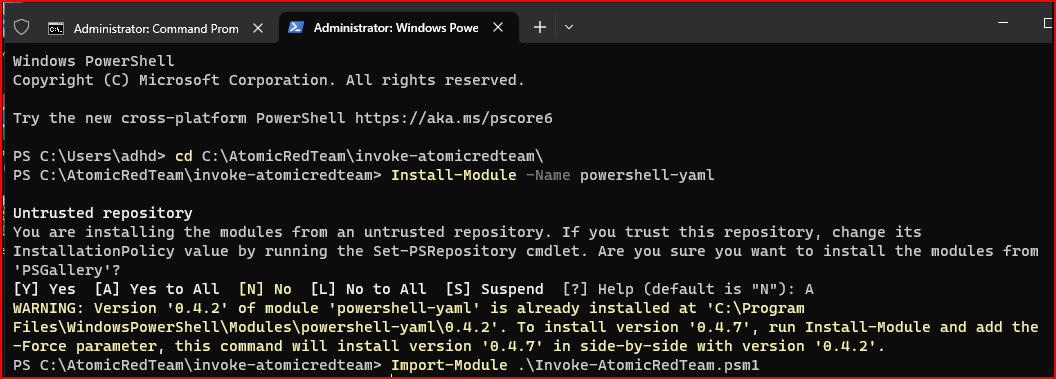 Administrator: Command Prom
Administrator: Windows Powe
Windows PowerShell
Copyright (C) Microsoft Corporation. All rights reserved.
Try the new cross-platform PowerShell https://aka.ms/pscore6
PS C:\Users\adhd> cd C:\AtomicRedTeam\invoke-atomicredteam\
PS C:\AtomicRedTeam\invoke-atomicredteam> Install-Module -Name powershell-yaml
Untrusted repository
You are installing the modules from an untrusted repository. If you trust this repository, change its
InstallationPolicy value by running the Set-PSRepository cmdlet. Are you sure you want to install the modules from
'PSGallery'?
[Y] Yes  [A] Yes to All  [N] No  [L] No to All  [S] Suspend  [?] Help (default is "N"): A
WARNING: Version '0.4.2' of module 'powershell-yaml' is already installed at 'C:\Program
Files\WindowsPowerShell\Modules\powershell-yaml\0.4.2'. To install version '0.4.7', run Install-Module and add the
-Force parameter, this command will install version '0.4.7' in side-by-side with version '0.4.2'.
PS C:\AtomicRedTeam\invoke-atomicredteam> Import-Module .\Invoke-AtomicRedTeam.psm1